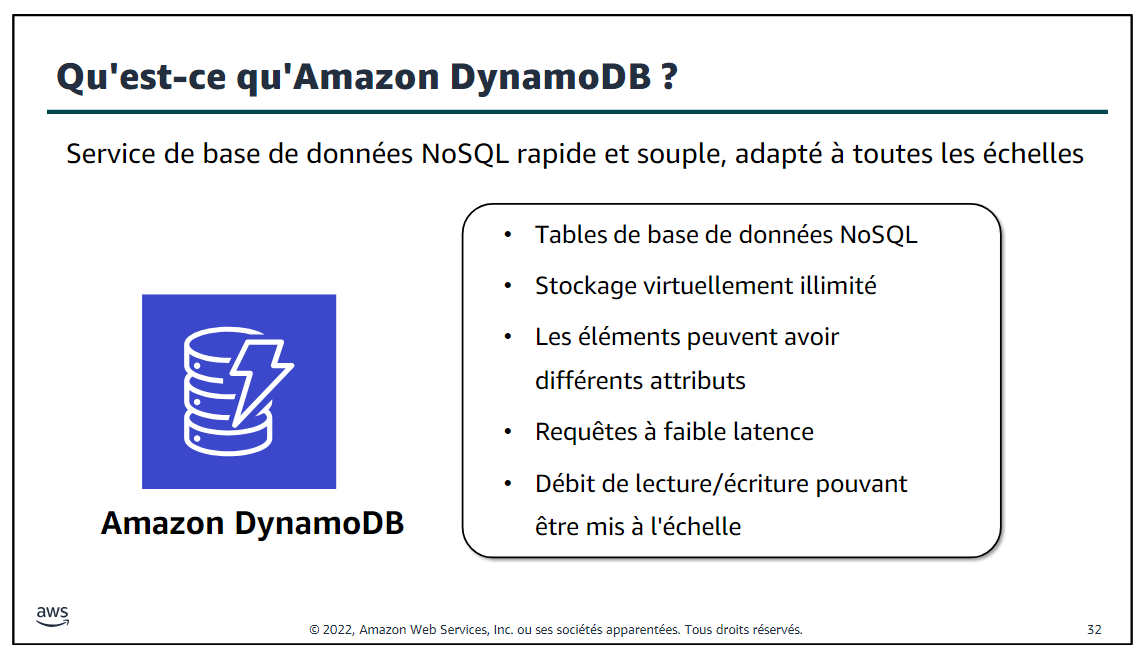 Qu'est-ce qu'Amazon DynamoDB ?
Service de base de données NoSQL rapide et souple, adapté à toutes les échelles
• Tables de base de données NoSQL
• Stockage virtuellement illimité
• Les éléments peuvent avoir
différents attributs
• Requêtes à faible latence
• Débit de lecture/écriture pouvant
être mis à l'échelle
Amazon DynamoDB
aws
© 2022, Amazon Web Services, Inc. ou ses sociétés apparentées. Tous droits réservés.
32